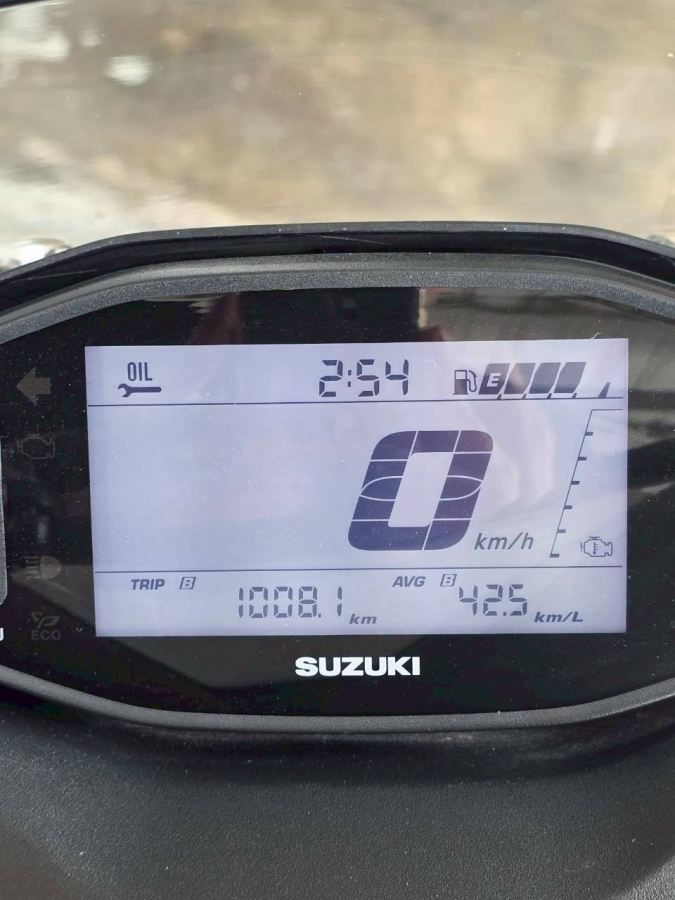 OIL 2:54 E
0 km/h
TRIP B 1008.1 km AVG B 42.5 km/L
ECO
SUZUKI